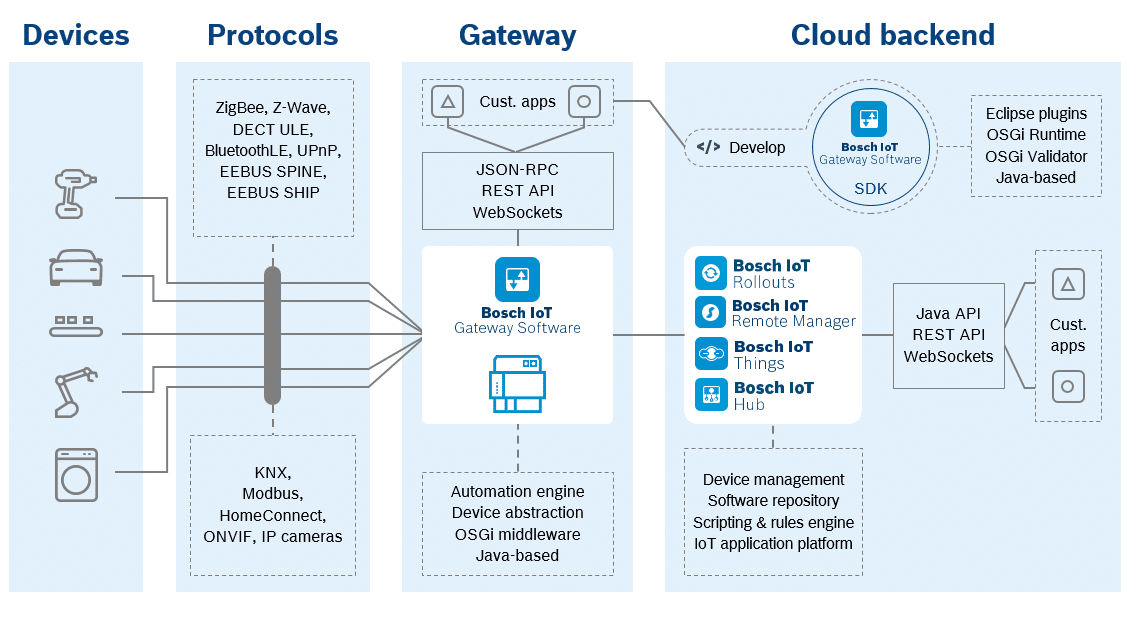 Devices
Protocols
Gateway
Cloud backend
ZigBee, Z-Wave,
DECT ULE,
BluetoothLE, UPnP,
EEBUS SPINE,
EEBUS SHIP
KNX,
Modbus,
HomeConnect,
ONVIF, IP cameras
Cust. apps
JSON-RPC
REST API
WebSockets
Bosch IoT
Gateway Software
Automation engine
Device abstraction
OSGi middleware
Java-based
</> Develop
Bosch IoT
Gateway Software
SDK
Eclipse plugins
OSGi Runtime
OSGi Validator
Java-based
Bosch IoT
Rollouts
Bosch IoT
Remote Manager
Bosch IoT
Things
Bosch IoT
Hub
Device management
Software repository
Scripting & rules engine
IoT application platform
Java API
REST API
WebSockets
Cust.
apps